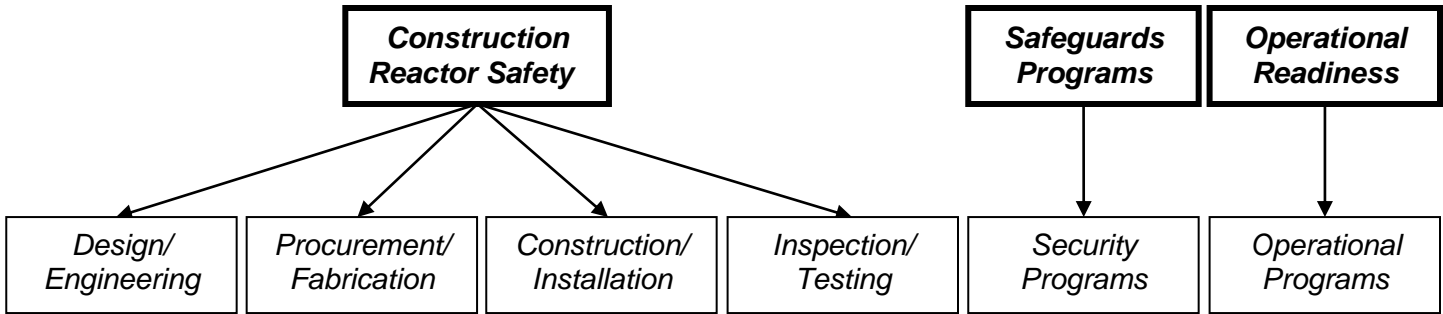 Construction
Reactor Safety
Safeguards
Programs
Operational
Readiness
Design/
Engineering
Procurement/
Fabrication
Construction/
Installation
Inspection/
Testing
Security
Programs
Operational
Programs